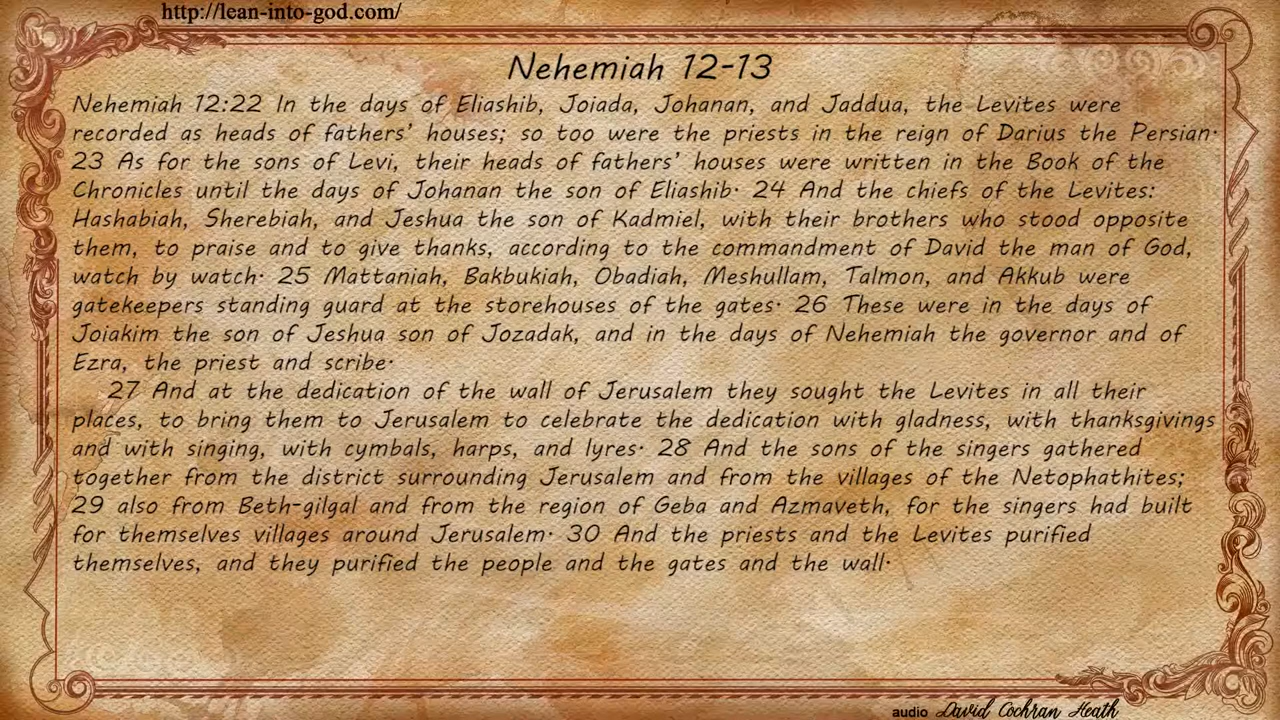 http://lean-into-god.com/
Nehemiah 12-13
Nehemiah 12:22 In the days of Eliashib, Joiada, Johanan, and Jaddua, the Levites were
recorded as heads of fathers' houses; so too were the priests in the reign of Darius the Persian.
23 As for the sons of Levi, their heads of fathers' houses were written in the Book of the
Chronicles until the days of Johanan the son of Eliashib. 24 And the chiefs of the Levites:
Hashabiah, Sherebiah, and Jeshua the son of Kadmiel, with their brothers who stood opposite
them, to praise and to give thanks, according to the commandment of David the man of God,
watch by watch. 25 Mattaniah, Bakbukiah, Obadiah, Meshullam, Talmon, and Akkub were
gatekeepers standing guard at the storehouses of the gates. 26 These were in the days of
Joiakim the son of Jeshua son of Jozadak, and in the days of Nehemiah the governor and of
Ezra, the priest and scribe.
27 And at the dedication of the wall of Jerusalem they sought the Levites in all their
places, to bring them to Jerusalem to celebrate the dedication with gladness, with thanksgivings
and with singing, with cymbals, harps, and lyres. 28 And the sons of the singers gathered
together from the district surrounding Jerusalem and from the villages of the Netophathites;
29 also from Beth-gilgal and from the region of Geba and Azmaveth, for the singers had built
for themselves villages around Jerusalem. 30 And the priests and the Levites purified
themselves, and they purified the people and the gates and the wall.
audio David Cochran Heath